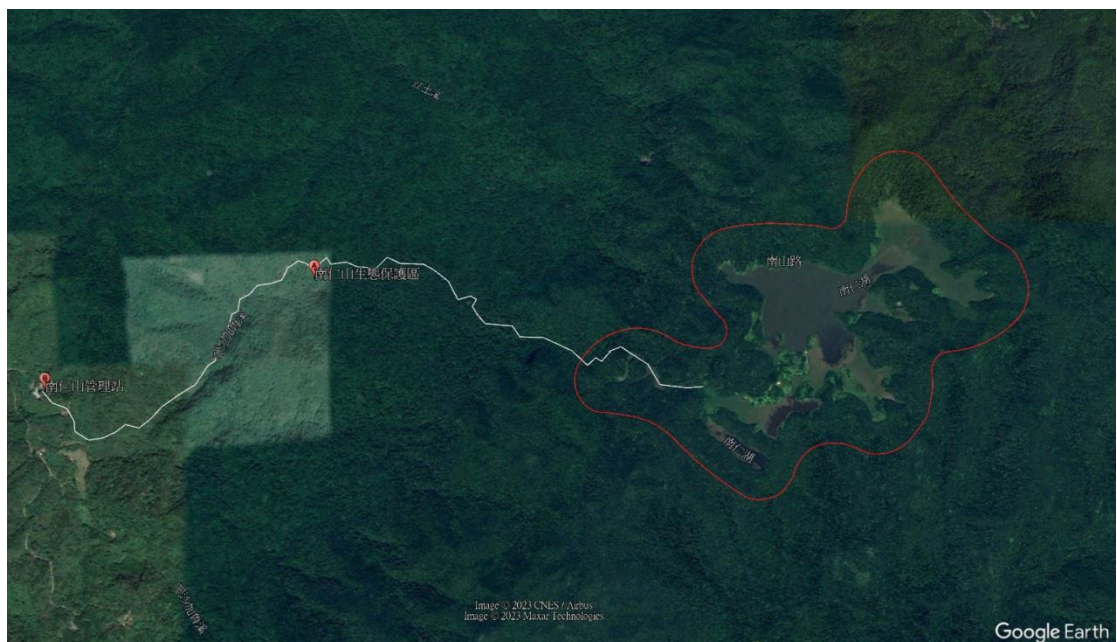 南山路
南仁湖
A
南仁山生態保護區
B
南仁山管理站
南仁湖
Image © 2023 CNES / Airbus
Image © 2023 Maxar Technologies
Google Earth